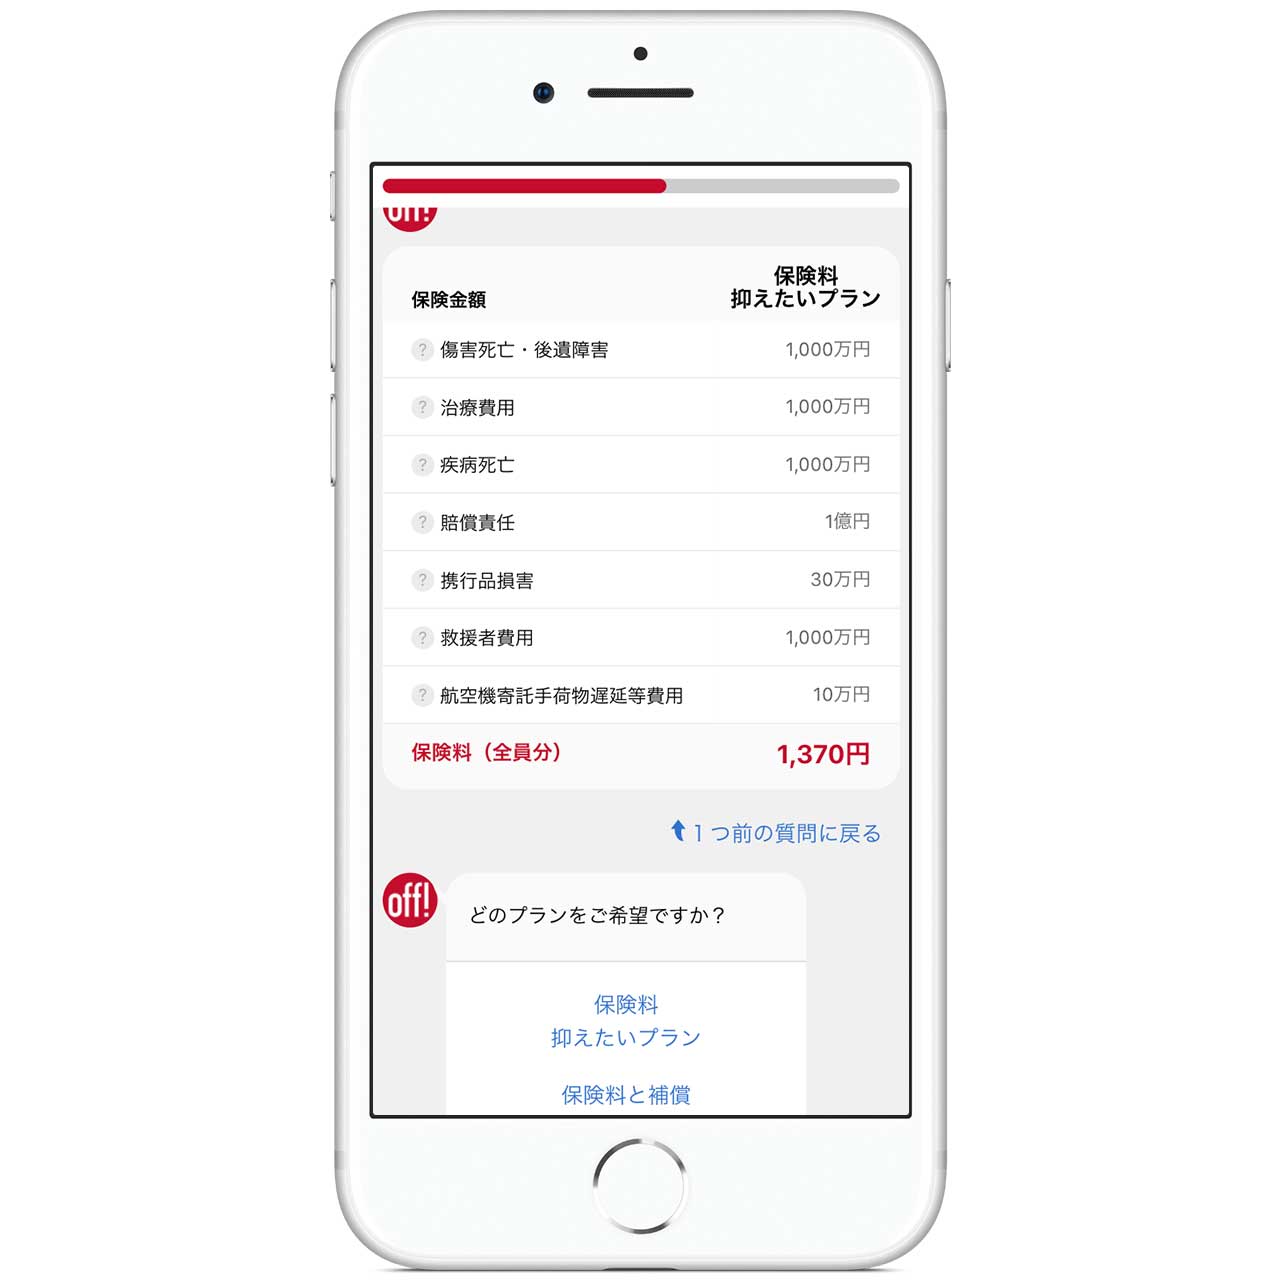 off!
保険金額
保険料
抑えたいプラン
? 傷害死亡・後遺障害 1,000万円
? 治療費用 1,000万円
? 疾病死亡 1,000万円
? 賠償責任 1億円
? 携行品損害 30万円
? 救援者費用 1,000万円
? 航空機寄託手荷物遅延等費用 10万円
保険料（全員分） 1,370円
1つ前の質問に戻る
off!
どのプランをご希望ですか？
保険料
抑えたいプラン
保険料と補償